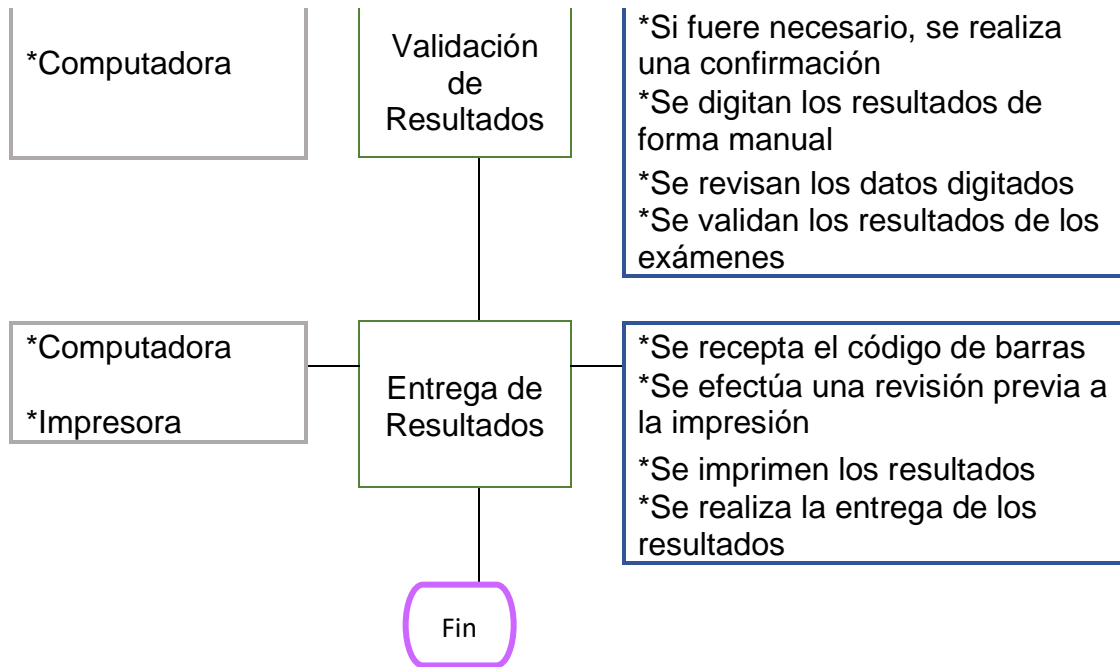 *Computadora
Validación
de
Resultados
*Si fuere necesario, se realiza
una confirmación
*Se digitan los resultados de
forma manual
*Se revisan los datos digitados
*Se validan los resultados de los
exámenes
*Computadora
*Impresora
Entrega de
Resultados
*Se recepta el código de barras
*Se efectúa una revisión previa a
la impresión
*Se imprimen los resultados
*Se realiza la entrega de los
resultados
Fin